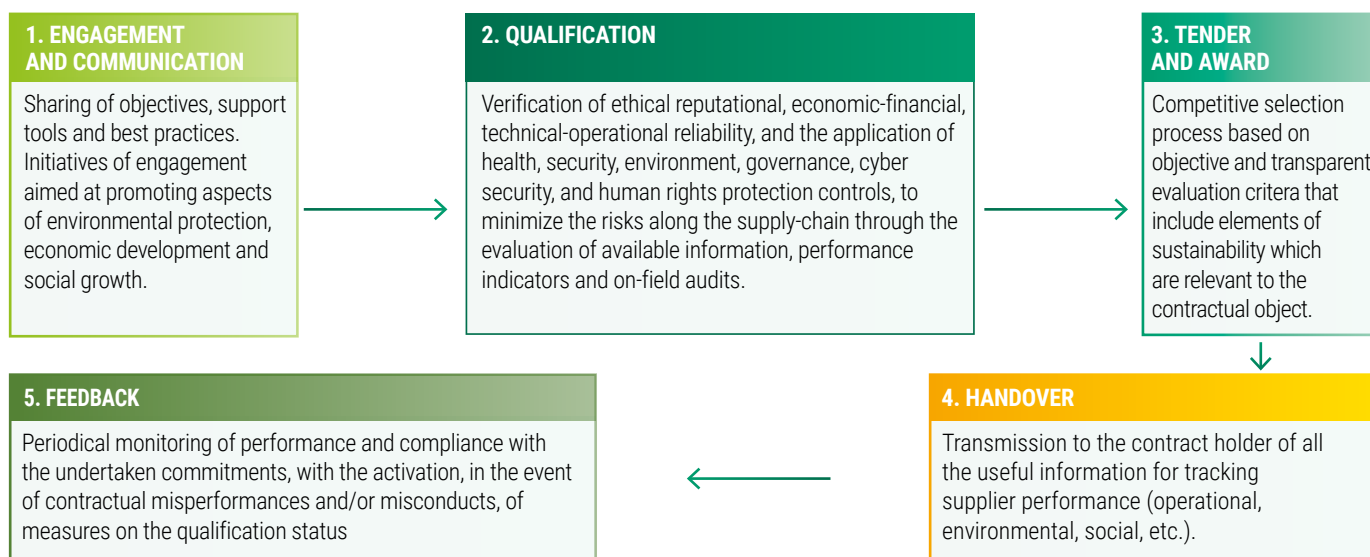 1. ENGAGEMENT
AND COMMUNICATION
Sharing of objectives, support
tools and best practices.
Initiatives of engagement
aimed at promoting aspects
of environmental protection,
economic development and
social growth.
2. QUALIFICATION
Verification of ethical reputational, economic-financial,
technical-operational reliability, and the application of
health, security, environment, governance, cyber
security, and human rights protection controls, to
minimize the risks along the supply-chain through the
evaluation of available information, performance
indicators and on-field audits.
3. TENDER
AND AWARD
Competitive selection
process based on
objective and transparent
evaluation critera that
include elements of
sustainability which
are relevant to the
contractual object.
4. HANDOVER
Transmission to the contract holder of all
the useful information for tracking
supplier performance (operational,
environmental, social, etc.).
5. FEEDBACK
Periodical monitoring of performance and compliance with
the undertaken commitments, with the activation, in the event
of contractual misperformances and/or misconducts, of
measures on the qualification status